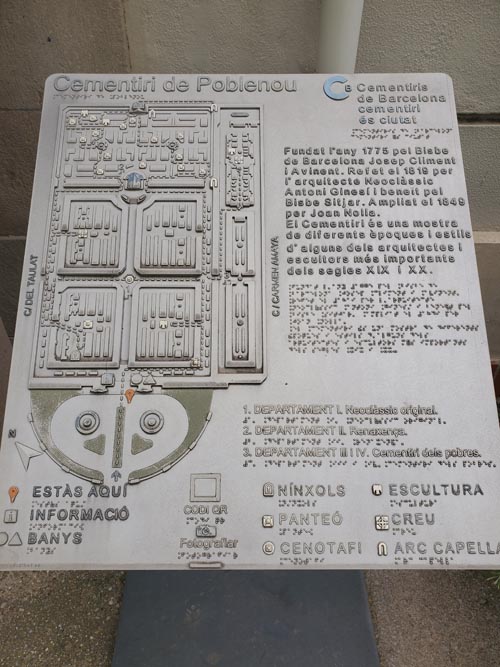 Cementiri de Poblenou
Cementiris
de Barcelona
cementiri
és ciutat
Fundat l'any 1775 pel Bisbe
de Barcelona Josep Climent
i Avinent. Refet el 1819 per
l'arquitecte Neoclàssic
Antoni Ginesi i beneït pel
Bisbe Sitjar. Ampliat el 1849
per Joan Nolla.
El Cementiri és una mostra
de diferents èpoques i estils
d'alguns dels arquitectes i
escultors més importants
dels segles XIX i XX.
C/ DEL TAULAT
C/ CARMEN AMAYA
1. DEPARTAMENT I. Neoclàssic original.
2. DEPARTAMENT II. Renaxença.
3. DEPARTAMENT III i IV. Cementiri dels pobres.
N
ESTÀS AQUÍ
i INFORMACIÓ
BANYS
CODI QR
Fotografiar
NÍNXOLS
PANTEÓ
CENOTAFI
ESCULTURA
CREU
ARC CAPELLA